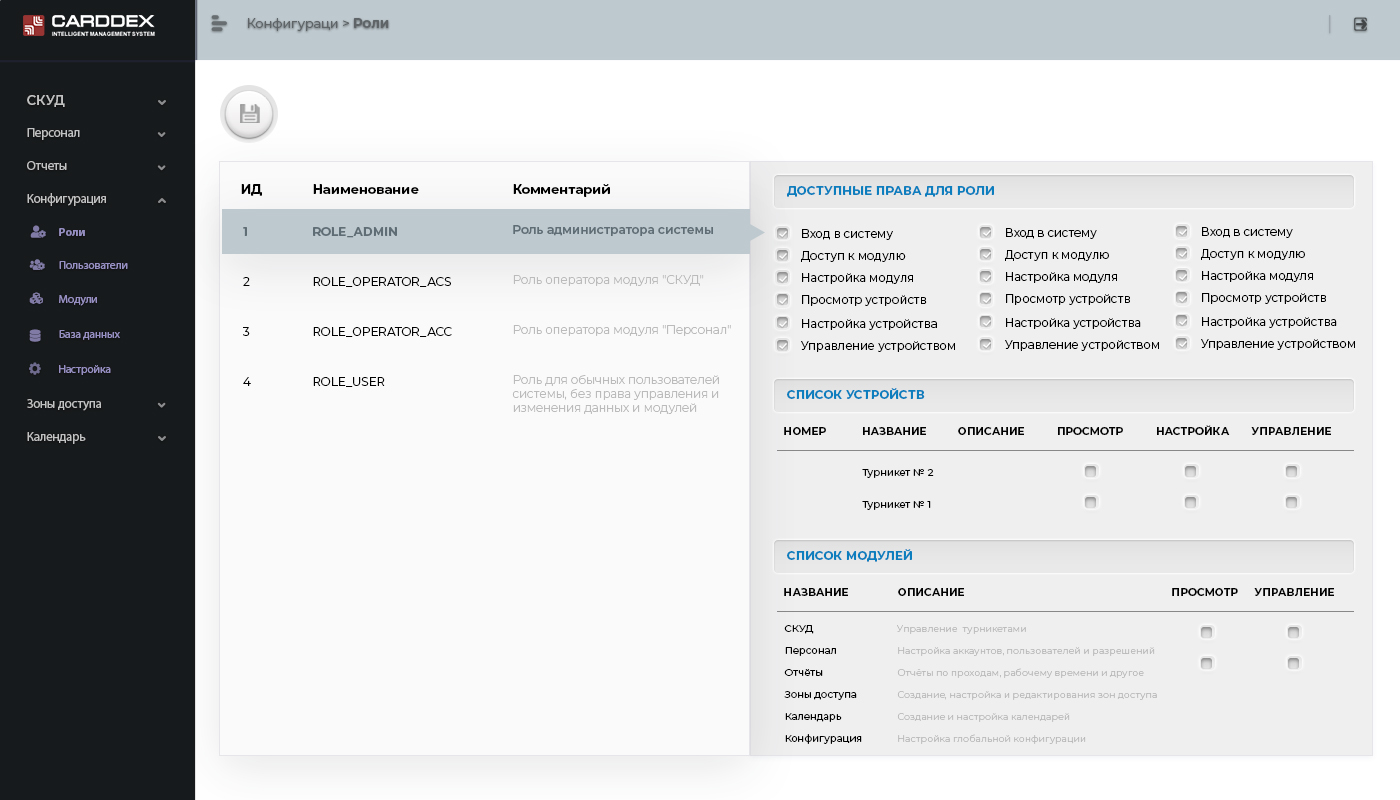 CARDDEX
INTELLIGENT MANAGEMENT SYSTEM
Конфигураци > Роли
СКУД
Персонал
Отчеты
Конфигурация
Роли
Пользователи
Модули
База данных
Настройка
Зоны доступа
Календарь
ИД Наименование Комментарий
1 ROLE_ADMIN Роль администратора системы
2 ROLE_OPERATOR_ACS Роль оператора модуля "СКУД"
3 ROLE_OPERATOR_ACC Роль оператора модуля "Персонал"
4 ROLE_USER Роль для обычных пользователей
системы, без права управления и
изменения данных и модулей
ДОСТУПНЫЕ ПРАВА ДЛЯ РОЛИ
Вход в систему Вход в систему Вход в систему
Доступ к модулю Доступ к модулю Доступ к модулю
Настройка модуля Настройка модуля Настройка модуля
Просмотр устройств Просмотр устройств Просмотр устройств
Настройка устройства Настройка устройства Настройка устройства
Управление устройством Управление устройством Управление устройством
СПИСОК УСТРОЙСТВ
НОМЕР НАЗВАНИЕ ОПИСАНИЕ ПРОСМОТР НАСТРОЙКА УПРАВЛЕНИЕ
Турникет № 2
Турникет № 1
СПИСОК МОДУЛЕЙ
НАЗВАНИЕ ОПИСАНИЕ ПРОСМОТР УПРАВЛЕНИЕ
СКУД Управление турникетами
Персонал Настройка аккаунтов, пользователей и разрешений
Отчёты Отчёты по проходам, рабочему времени и другое
Зоны доступа Создание, настройка и редактирования зон доступа
Календарь Создание и настройка календарей
Конфигурация Настройка глобальной конфигурации